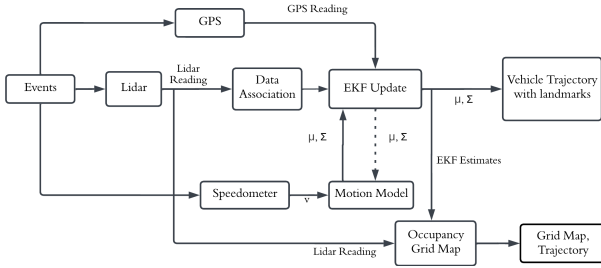 GPS Reading
GPS
Events
Lidar
Lidar
Reading
Data
Association
EKF Update
μ, Σ
Vehicle Trajectory
with landmarks
μ, Σ
μ, Σ
EKF Estimates
Speedometer
v
Motion Model
Lidar Reading
Occupancy
Grid Map
Grid Map,
Trajectory